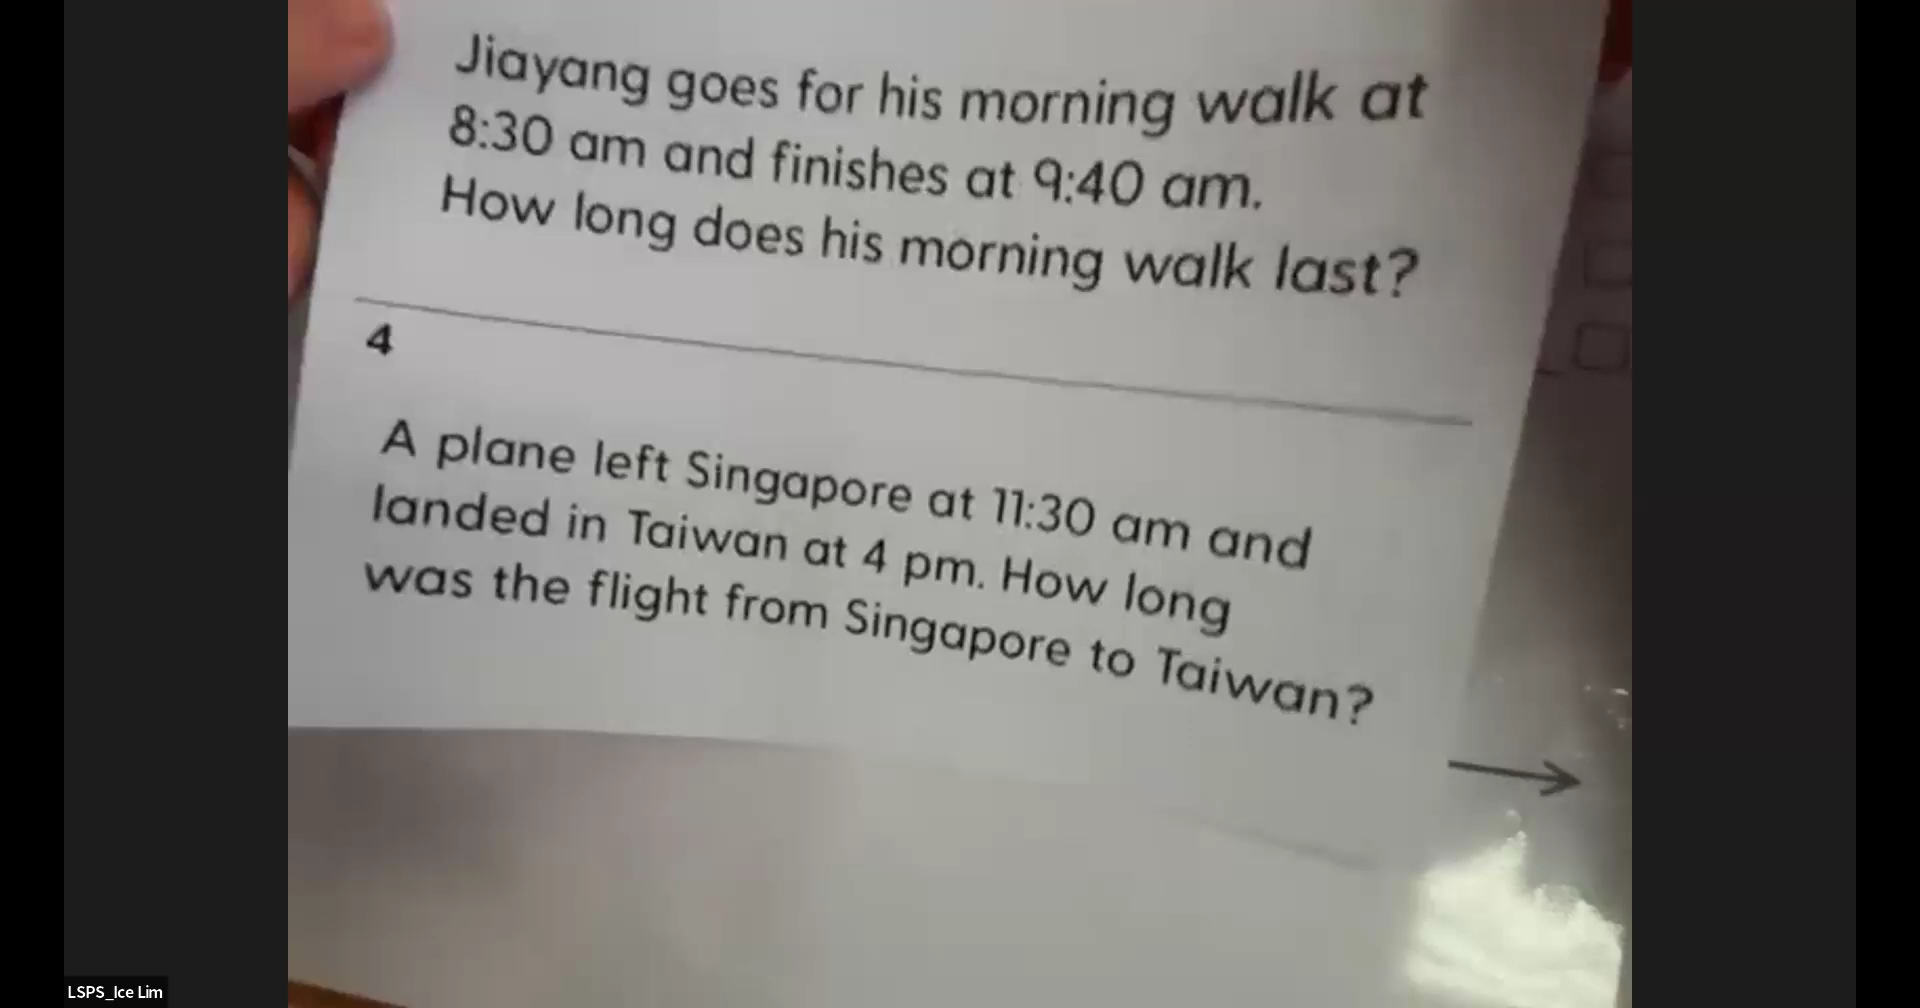 Jiayang goes for his morning walk at
8:30 am and finishes at 9:40 am.
How long does his morning walk last?
4
A plane left Singapore at 11:30 am and
landed in Taiwan at 4 pm. How long
was the flight from Singapore to Taiwan?
LSPS_Ice Lim